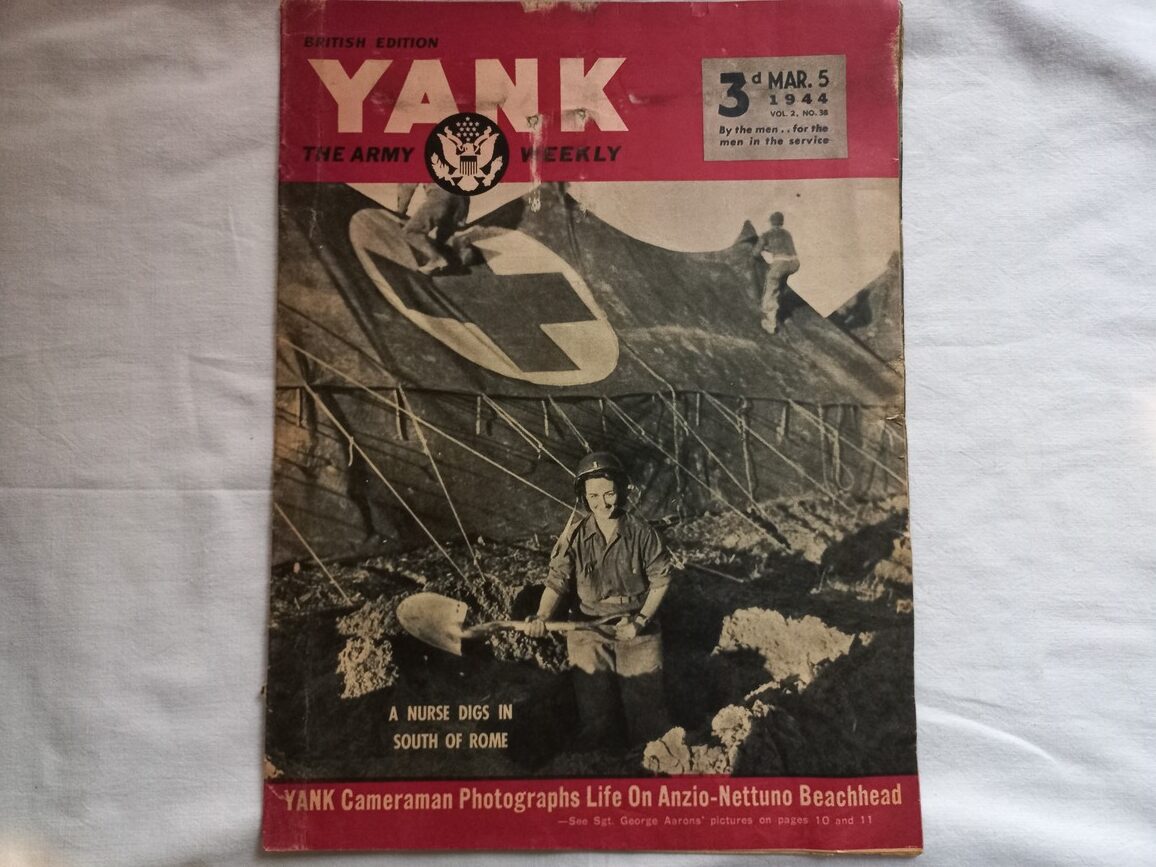 BRITISH EDITION
YANK
THE ARMY WEEKLY
3d MAR. 5
1944
VOL. 2, NO. 38
By the men . . for the
men in the service
A NURSE DIGS IN
SOUTH OF ROME
YANK Cameraman Photographs Life On Anzio-Nettuno Beachhead
—See Sgt. George Aarons' pictures on pages 10 and 11